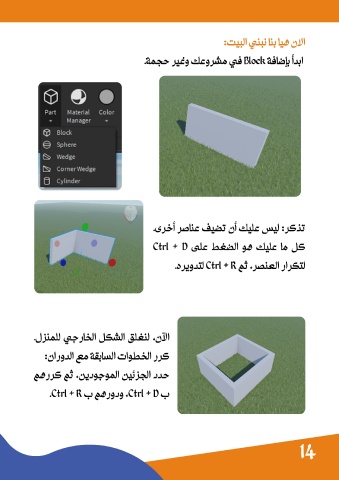 الان هيا بنا نبني البيت:
ابدأ بإضافة Block في مشروعك وغير حجمة.
Part
Material Manager
Color
Block
Sphere
Wedge
Corner Wedge
Cylinder
تذكر: ليس عليك أن تضيف عناصر أخرى.
كل ما عليك هو الضغط على Ctrl + D
لتكرار العنصر، ثم Ctrl + R لتدويره.
الآن، لنغلق الشكل الخارجي للمنزل.
كرر الخطوات السابقة مع الدوران:
حدد الجزئين الموجودين، ثم كررهم
ب Ctrl + D، ودورهم ب Ctrl + R.
14